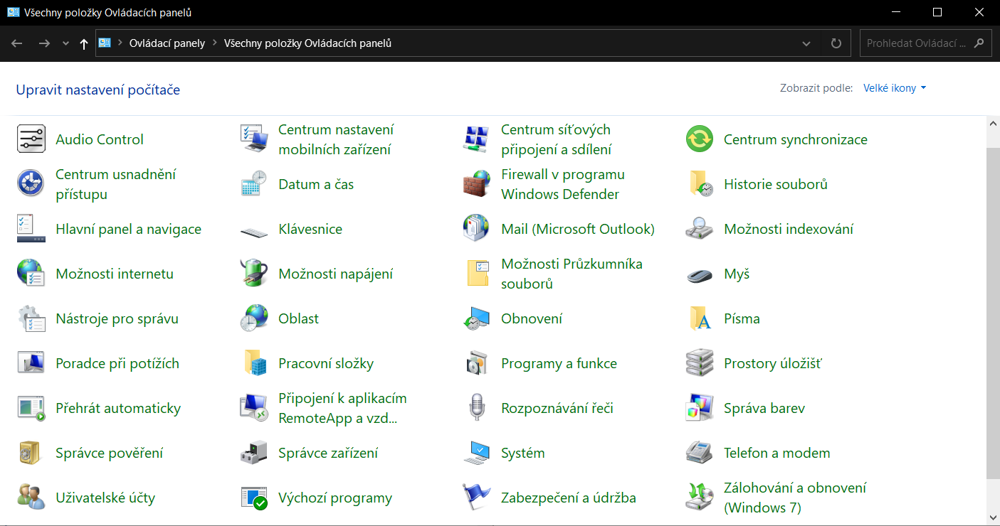 Všechny položky Ovládacích panelů
Ovládací panely
Všechny položky Ovládacích panelů
Prohledat Ovládací ...
Upravit nastavení počítače
Zobrazit podle:
Velké ikony
Audio Control
Centrum nastavení
mobilních zařízení
Centrum síťových
připojení a sdílení
Centrum synchronizace
Centrum usnadnění
přístupu
Datum a čas
Firewall v programu
Windows Defender
Historie souborů
Hlavní panel a navigace
Klávesnice
Mail (Microsoft Outlook)
Možnosti indexování
Možnosti internetu
Možnosti napájení
Možnosti Průzkumníka
souborů
Myš
Nástroje pro správu
Oblast
Obnovení
Písma
Poradce při potížích
Pracovní složky
Programy a funkce
Prostory úložišť
Přehrát automaticky
Připojení k aplikacím
RemoteApp a vzd...
Rozpoznávání řeči
Správa barev
Správce pověření
Správce zařízení
Systém
Telefon a modem
Uživatelské účty
Výchozí programy
Zabezpečení a údržba
Zálohování a obnovení
(Windows 7)